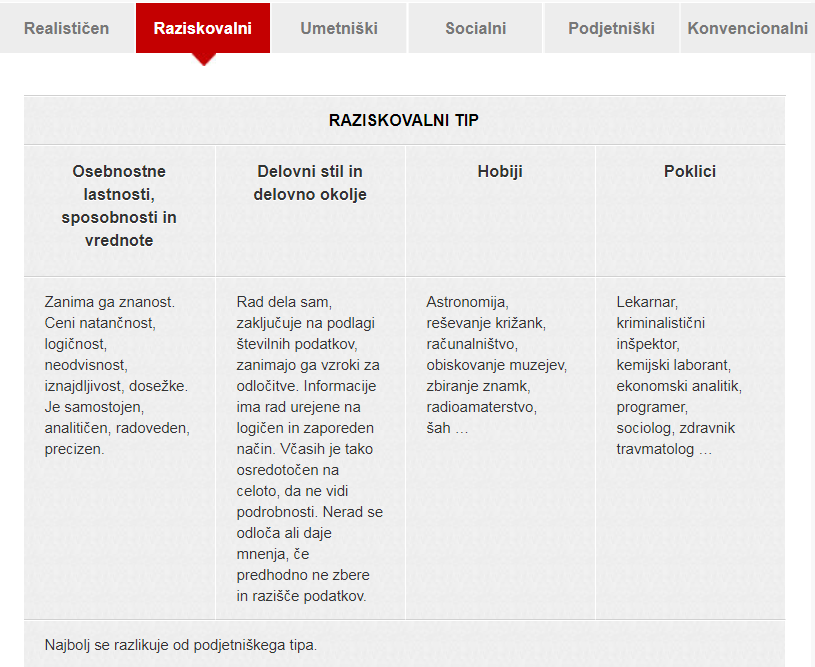 Realističen
Raziskovalni
Umetniški
Socialni
Podjetniški
Konvencionalni
RAZISKOVALNI TIP
Osebnostne
lastnosti,
sposobnosti in
vrednote
Delovni stil in
delovno okolje
Hobiji
Poklici
Zanima ga znanost.
Ceni natančnost,
logičnost,
neodvisnost,
iznajdljivost, dosežke.
Je samostojen,
analitičen, radoveden,
precizen.
Rad dela sam,
zaključuje na podlagi
številnih podatkov,
zanimajo ga vzroki za
odločitve. Informacije
ima rad urejene na
logičen in zaporeden
način. Včasih je tako
osredotočen na
celoto, da ne vidi
podrobnosti. Nerad se
odloča ali daje
mnenja, če
predhodno ne zbere
in razišče podatkov.
Astronomija,
reševanje križank,
računalništvo,
obiskovanje muzejev,
zbiranje znamk,
radioamaterstvo,
šah …
Lekarnar,
kriminalistični
inšpektor,
kemijski laborant,
ekonomski analitik,
programer,
sociolog, zdravnik
travmatolog …
Najbolj se razlikuje od podjetniškega tipa.